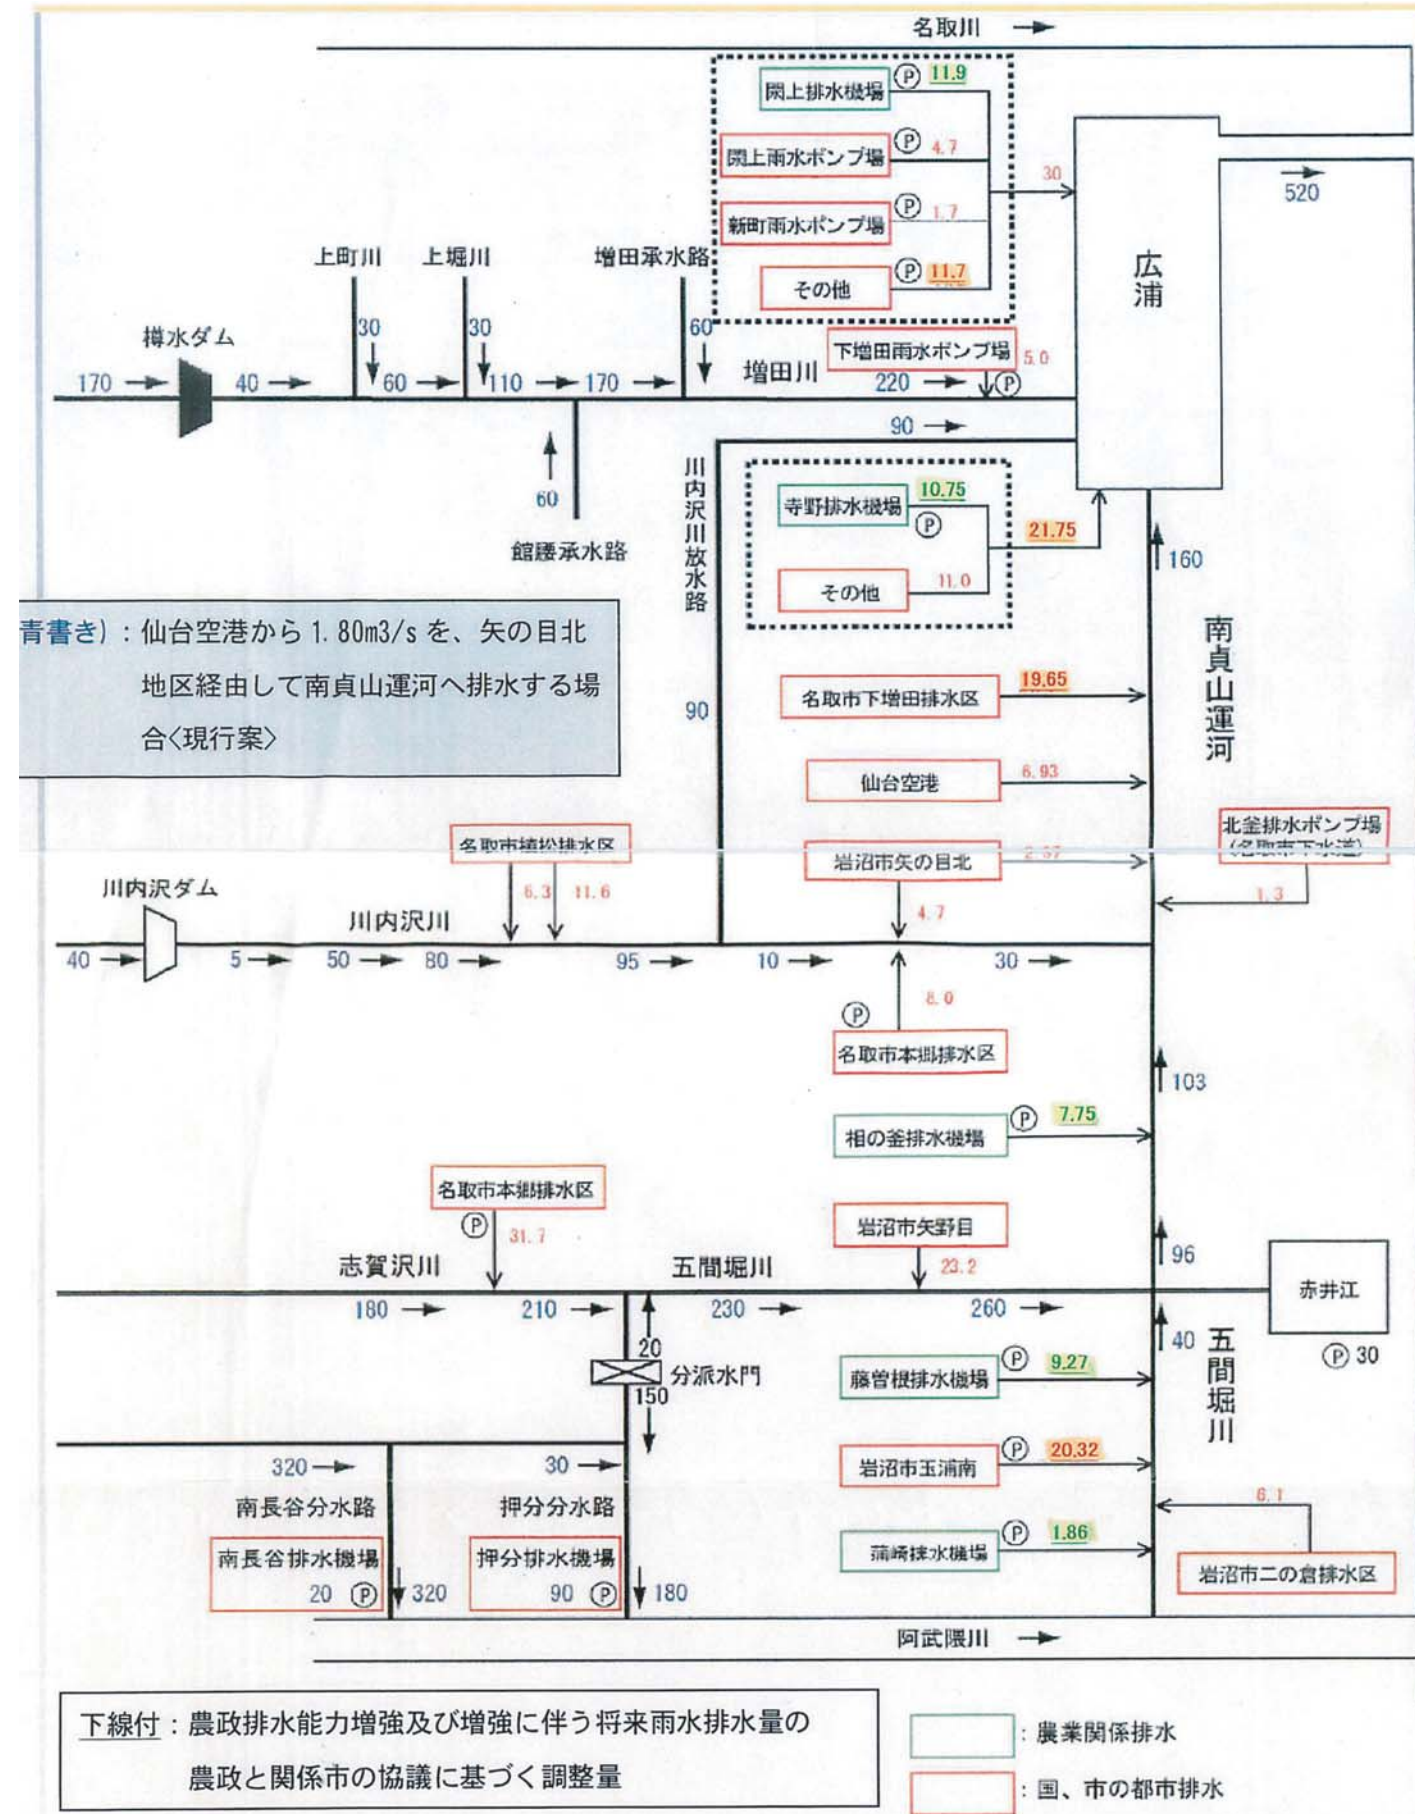 名取川
閖上排水機場
P
11.9
閖上雨水ポンプ場
P
4.7
新町雨水ポンプ場
P
1.7
その他
P
11.7
30
広浦
520
上町川
上堀川
増田承水路
樽水ダム
30
30
60
下増田雨水ポンプ場
5.0
P
170
40
60
110
170
増田川
220
90
60
館腰承水路
川内沢川放水路
寺野排水機場
10.75
P
21.75
その他
11.0
160
南貞山運河
青書き）：仙台空港から1.80m3/sを、矢の目北
地区経由して南貞山運河へ排水する場
合〈現行案〉
90
名取市下増田排水区
19.65
仙台空港
6.93
名取市植松排水区
岩沼市矢の目北
北釜排水ポンプ場
(名取市下水道)
1.3
川内沢ダム
川内沢川
6.3
11.6
4.7
40
5
50
80
95
10
30
8.0
P
名取市本郷排水区
103
相の釜排水機場
P
7.75
名取市本郷排水区
P
31.7
岩沼市矢野目
23.2
96
志賀沢川
五間堀川
赤井江
180
210
230
260
P 30
40
五間堀川
20
分派水門
150
藤曽根排水機場
P
9.27
岩沼市玉浦南
P
20.32
320
30
南長谷分水路
押分分水路
6.1
南長谷排水機場
20 P
320
押分排水機場
90 P
180
蒲崎排水機場
P
1.86
岩沼市二の倉排水区
阿武隈川
下線付：農政排水能力増強及び増強に伴う将来雨水排水量の
農政と関係市の協議に基づく調整量
：農業関係排水
：国、市の都市排水